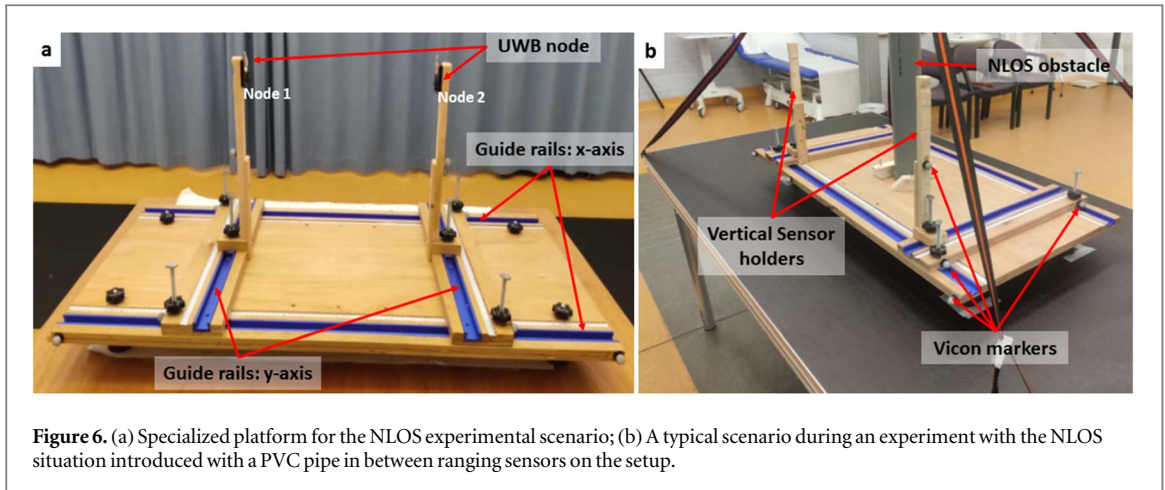 a
UWB node
Node 1
Node 2
Guide rails: x-axis
Guide rails: y-axis
b
NLOS obstacle
Vertical Sensor
holders
Vicon markers
Figure 6. (a) Specialized platform for the NLOS experimental scenario; (b) A typical scenario during an experiment with the NLOS
situation introduced with a PVC pipe in between ranging sensors on the setup.